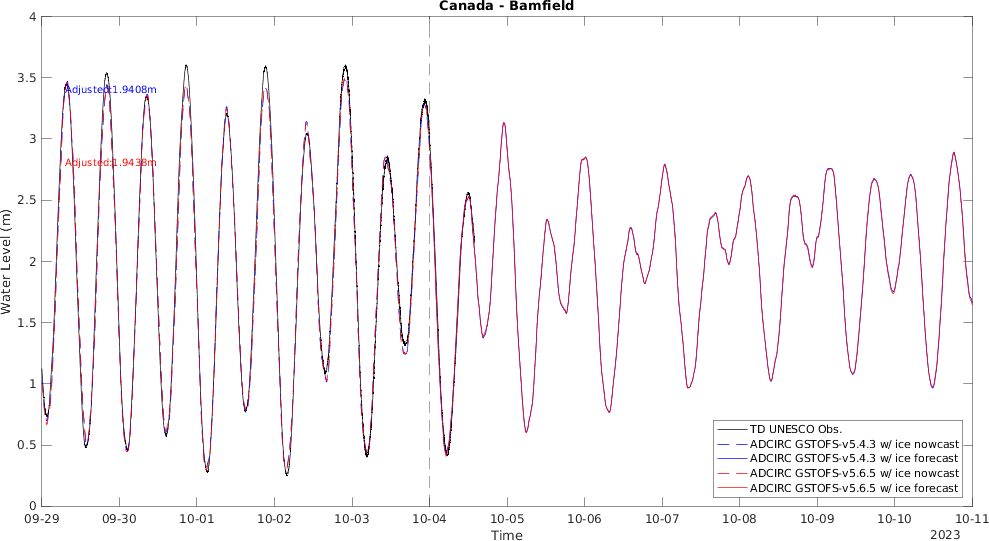 Canada - Bamfield
4
3.5
3
2.5
2
1.5
1
0.5
0
Water Level (m)
Adjusted:1.9408m
Adjusted:1.9438m
TD UNESCO Obs.
ADCIRC GSTOFS-v5.4.3 w/ ice nowcast
ADCIRC GSTOFS-v5.4.3 w/ ice forecast
ADCIRC GSTOFS-v5.6.5 w/ ice nowcast
ADCIRC GSTOFS-v5.6.5 w/ ice forecast
09-29 09-30 10-01 10-02 10-03 10-04 10-05 10-06 10-07 10-08 10-09 10-10 10-11
Time
2023